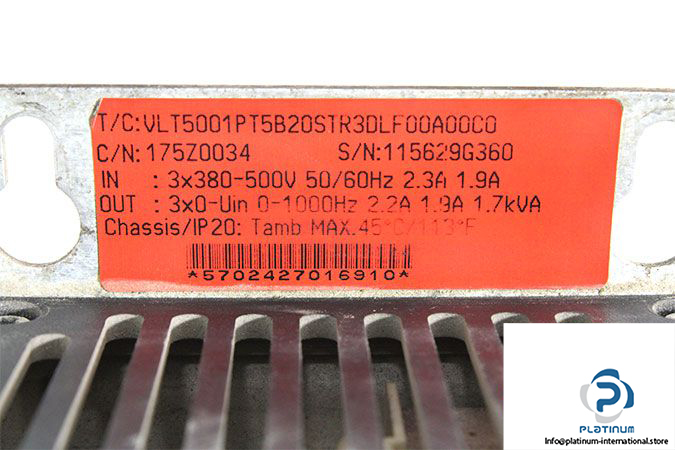 T/C:VLT5001PT5B20STR3DLF00A00C0
C/N:175Z0034 S/N:115629G360
IN : 3x380-500V 50/60Hz 2.3A 1.9A
OUT : 3x0-Uin 0-1000Hz 2.2A 1.9A 1.7kVA
Chassis/IP20: Tamb MAX.45°C/113°F
*5702427016910*
PLATINUM
Info@platinum-international.store